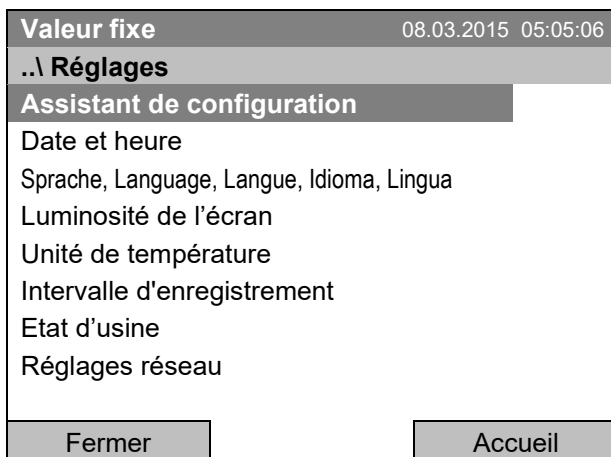 Valeur fixe 08.03.2015 05:05:06
..\ Réglages
Assistant de configuration
Date et heure
Sprache, Language, Langue, Idioma, Lingua
Luminosité de l’écran
Unité de température
Intervalle d'enregistrement
Etat d’usine
Réglages réseau
Fermer Accueil